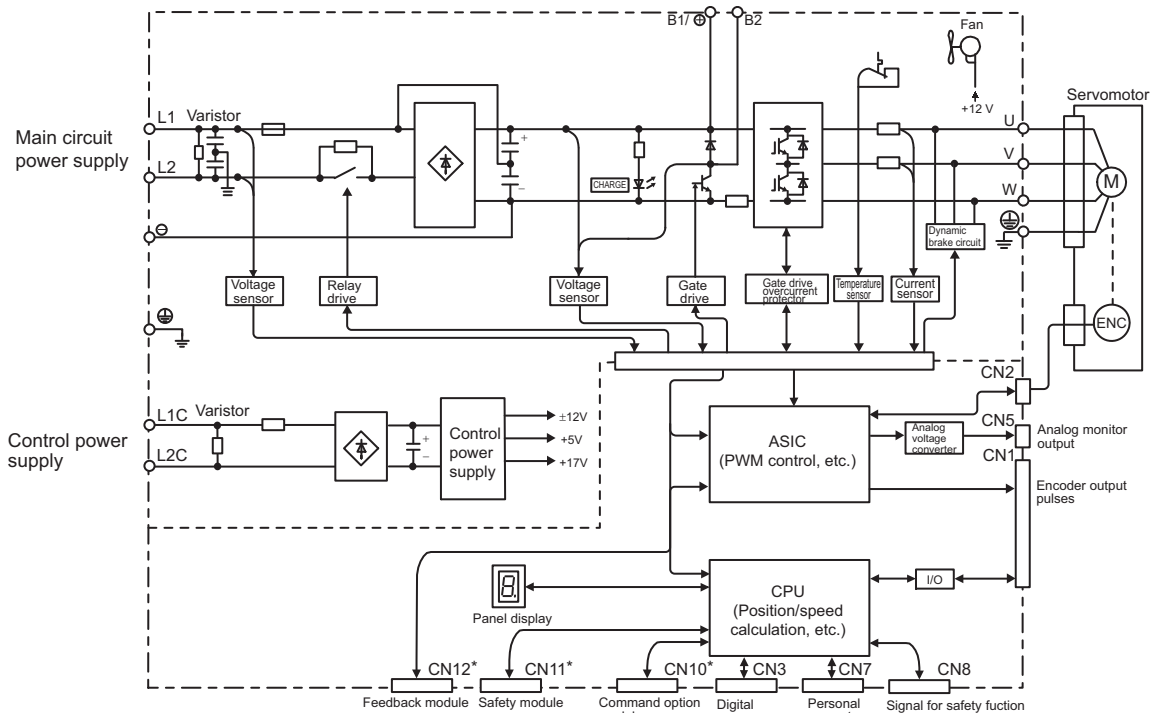 B1/ ⊕
B2
Fan
+12 V
Servomotor
Main circuit
power supply
L1
Varistor
L2
+
−
+
−
CHARGE
U
V
W
M
⊖
Dynamic
brake circuit
Voltage
sensor
Relay
drive
Voltage
sensor
Gate
drive
Gate drive
overcurrent
protector
Temperature
sensor
Current
sensor
ENC
CN2
Control power
supply
L1C
Varistor
L2C
+
−
Control
power
supply
±12V
+5V
+17V
ASIC
(PWM control, etc.)
Analog
voltage
converter
CN5
Analog monitor
output
CN1
Encoder output
pulses
8.
Panel display
CPU
(Position/speed
calculation, etc.)
I/O
CN12*
CN11*
CN10*
CN3
CN7
CN8
Feedback module
Safety module
Command option
Digital
Personal
Signal for safety fuction